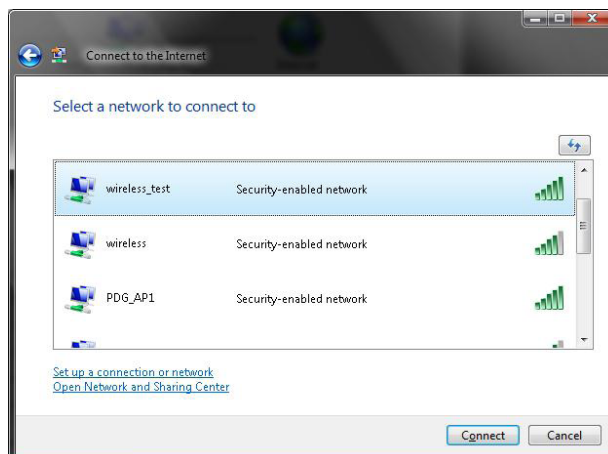 Connect to the Internet
Select a network to connect to
wireless_test Security-enabled network
wireless Security-enabled network
PDG_AP1 Security-enabled network
Set up a connection or network
Open Network and Sharing Center
Connect Cancel